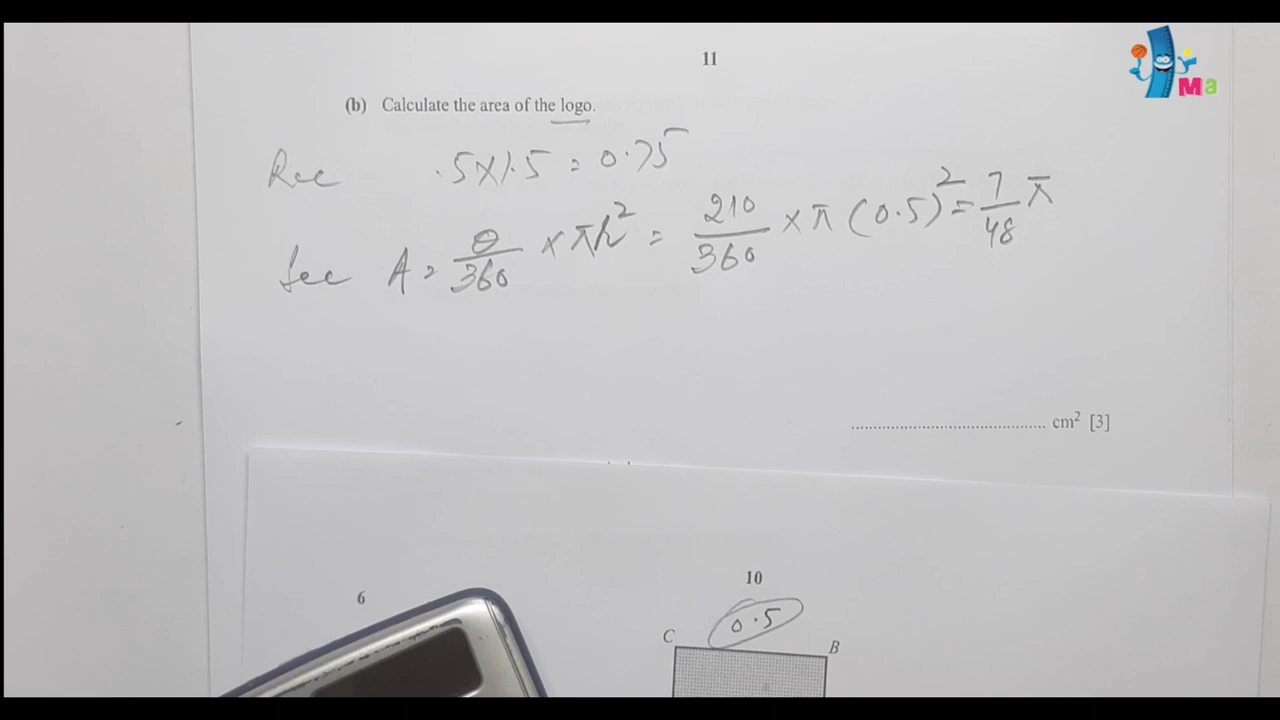 11
Ma
(b) Calculate the area of the logo.
Rec .5×1.5 = 0.75
Sec A = θ/360 × πr² = 210/360 × π (0.5)² = 7/48 π
.......................................... cm² [3]
10
6
0.5
C
B